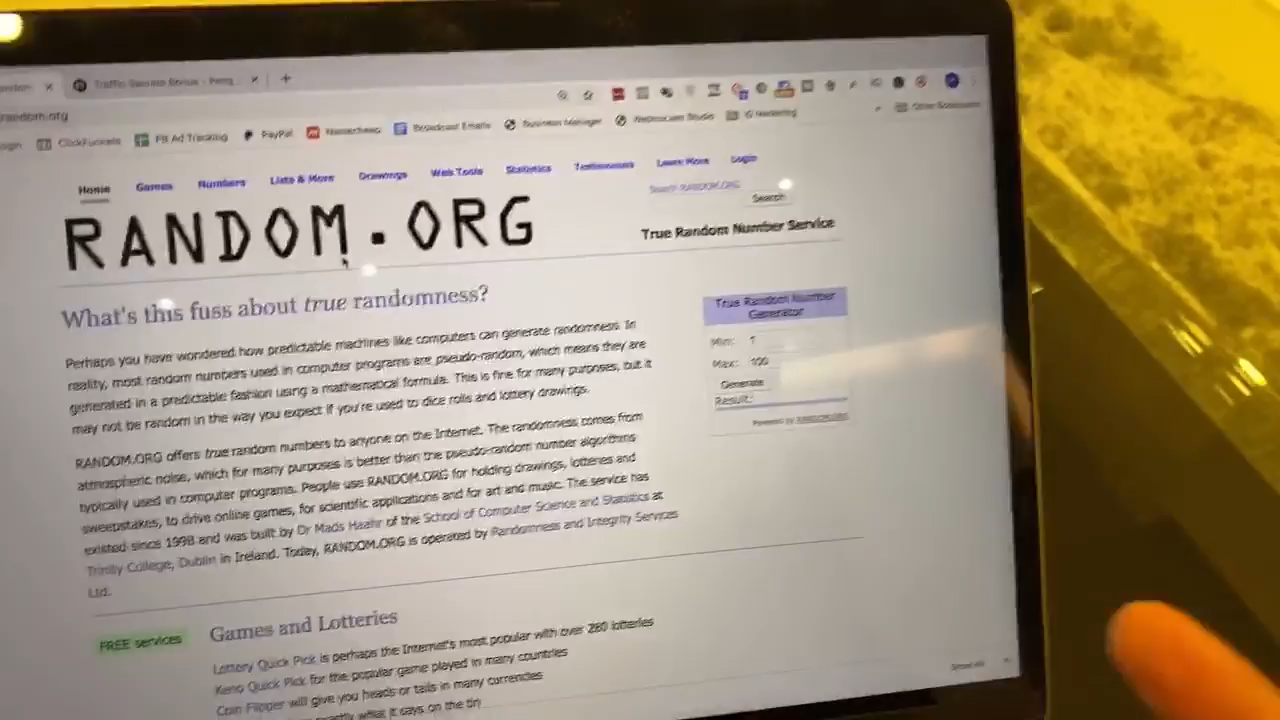 Traffic Secrets Bonus - Peng
random.org
ClickFunnels
FB Ad Tracking
PayPal
Namecheap
Broadcast Emails
Business Manager
IG Marketing
Other Bookmarks
Home
Games
Numbers
Lists & More
Drawings
Web Tools
Statistics
Testimonials
Learn More
Login
Search RANDOM.ORG
Search
RANDOM.ORG
True Random Number Service
What's this fuss about true randomness?
Perhaps you have wondered how predictable machines like computers can generate randomness. In
reality, most random numbers used in computer programs are pseudo-random, which means they are
generated in a predictable fashion using a mathematical formula. This is fine for many purposes, but it
may not be random in the way you expect if you're used to dice rolls and lottery drawings.
RANDOM.ORG offers true random numbers to anyone on the Internet. The randomness comes from
atmospheric noise, which for many purposes is better than the pseudo-random number algorithms
typically used in computer programs. People use RANDOM.ORG for holding drawings, lotteries and
sweepstakes, to drive online games, for scientific applications and for art and music. The service has
existed since 1998 and was built by Dr Mads Haahr of the School of Computer Science and Statistics at
Trinity College, Dublin in Ireland. Today, RANDOM.ORG is operated by Randomness and Integrity Services
Ltd.
True Random Number
Generator
Min: 1
Max: 100
Generate
Result:
Powered by RANDOM.ORG
FREE services
Games and Lotteries
Lottery Quick Pick is perhaps the Internet's most popular with over 280 lotteries
Keno Quick Pick for the popular game played in many countries
Coin Flipper will give you heads or tails in many currencies
exactly what it says on the tin
Show All